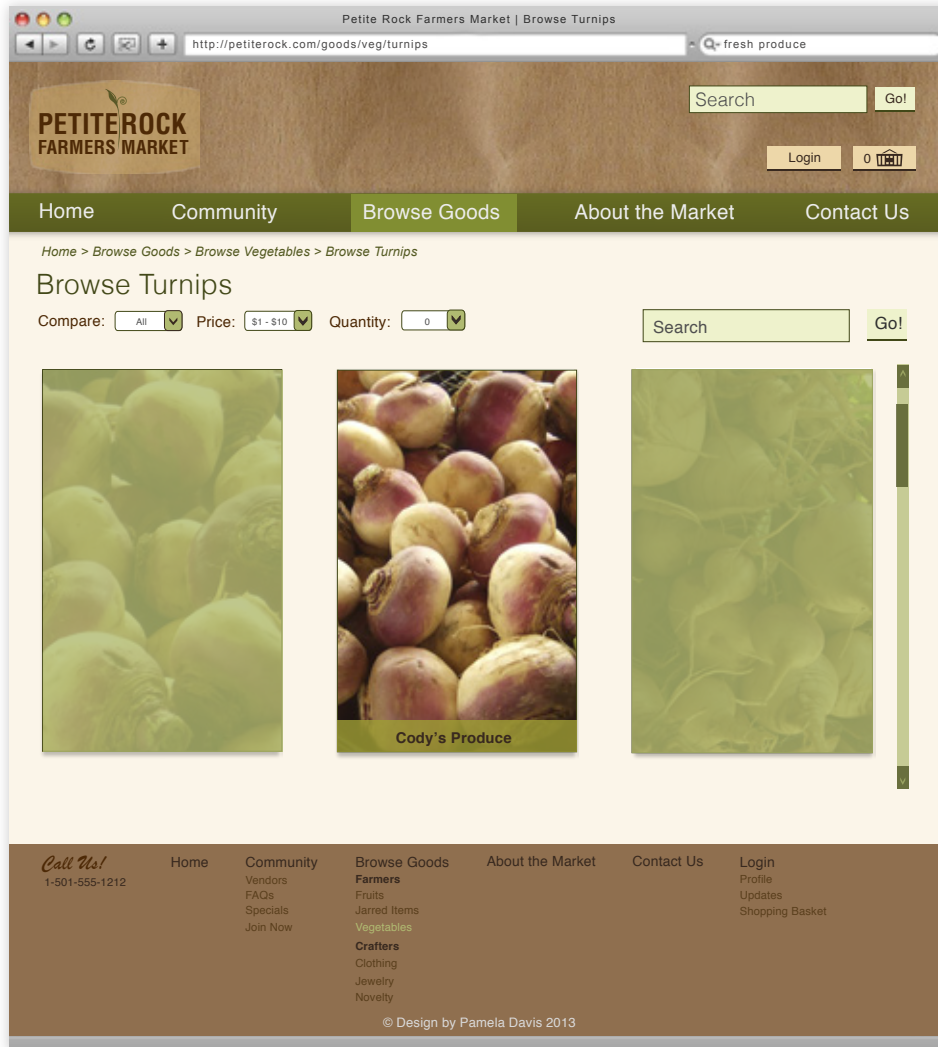 Petite Rock Farmers Market | Browse Turnips
http://petiterock.com/goods/veg/turnips
fresh produce
PETITE ROCK
FARMERS MARKET
Search
Go!
Login
0
Home
Community
Browse Goods
About the Market
Contact Us
Home > Browse Goods > Browse Vegetables > Browse Turnips
Browse Turnips
Compare: All
Price: $1 - $10
Quantity: 0
Search
Go!
Cody's Produce
Call Us!
1-501-555-1212
Home
Community
Vendors
FAQs
Specials
Join Now
Browse Goods
Farmers
Fruits
Jarred Items
Vegetables
Crafters
Clothing
Jewelry
Novelty
About the Market
Contact Us
Login
Profile
Updates
Shopping Basket
© Design by Pamela Davis 2013